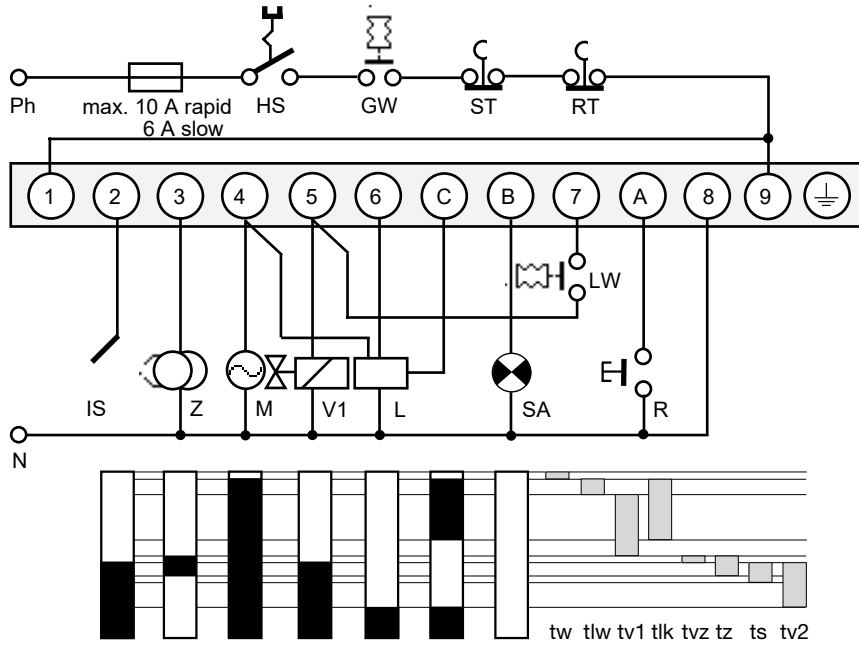 Ph
max. 10 A rapid
6 A slow
HS
GW
ST
RT
1 2 3 4 5 6 C B 7 A 8 9
LW
IS Z M V1 L SA R
N
tw tlw tv1 tlk tvz tz ts tv2